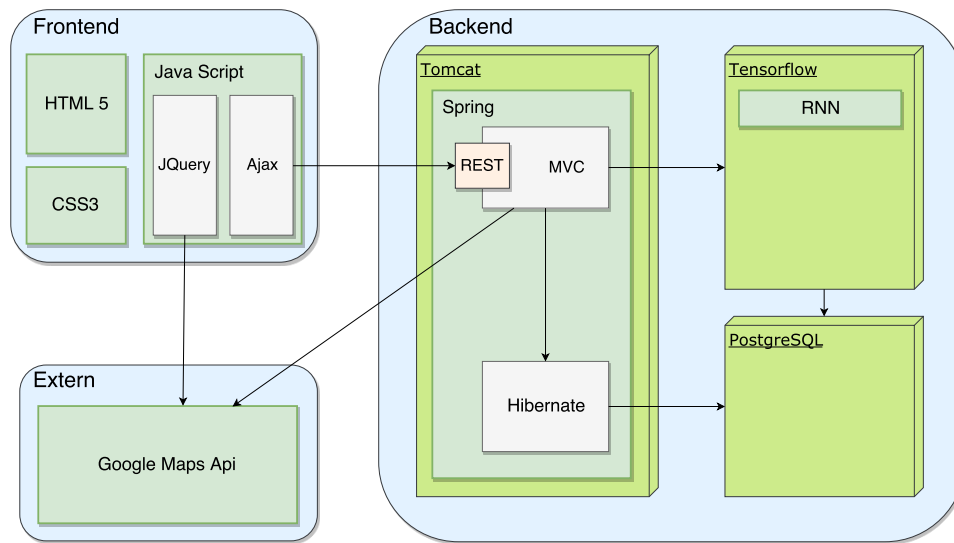 Frontend
HTML 5
CSS3
Java Script
JQuery
Ajax
Backend
Tomcat
Spring
REST
MVC
Hibernate
Tensorflow
RNN
PostgreSQL
Extern
Google Maps Api